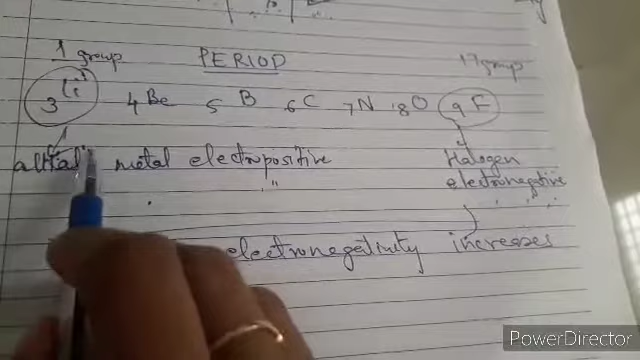 1 group PERIOD 17 group
3 Li 4 Be 5 B 6 C 7 N 8 O 9 F
alkali metal electropositive Halogen
" electronegative
electronegativity increases
PowerDirector